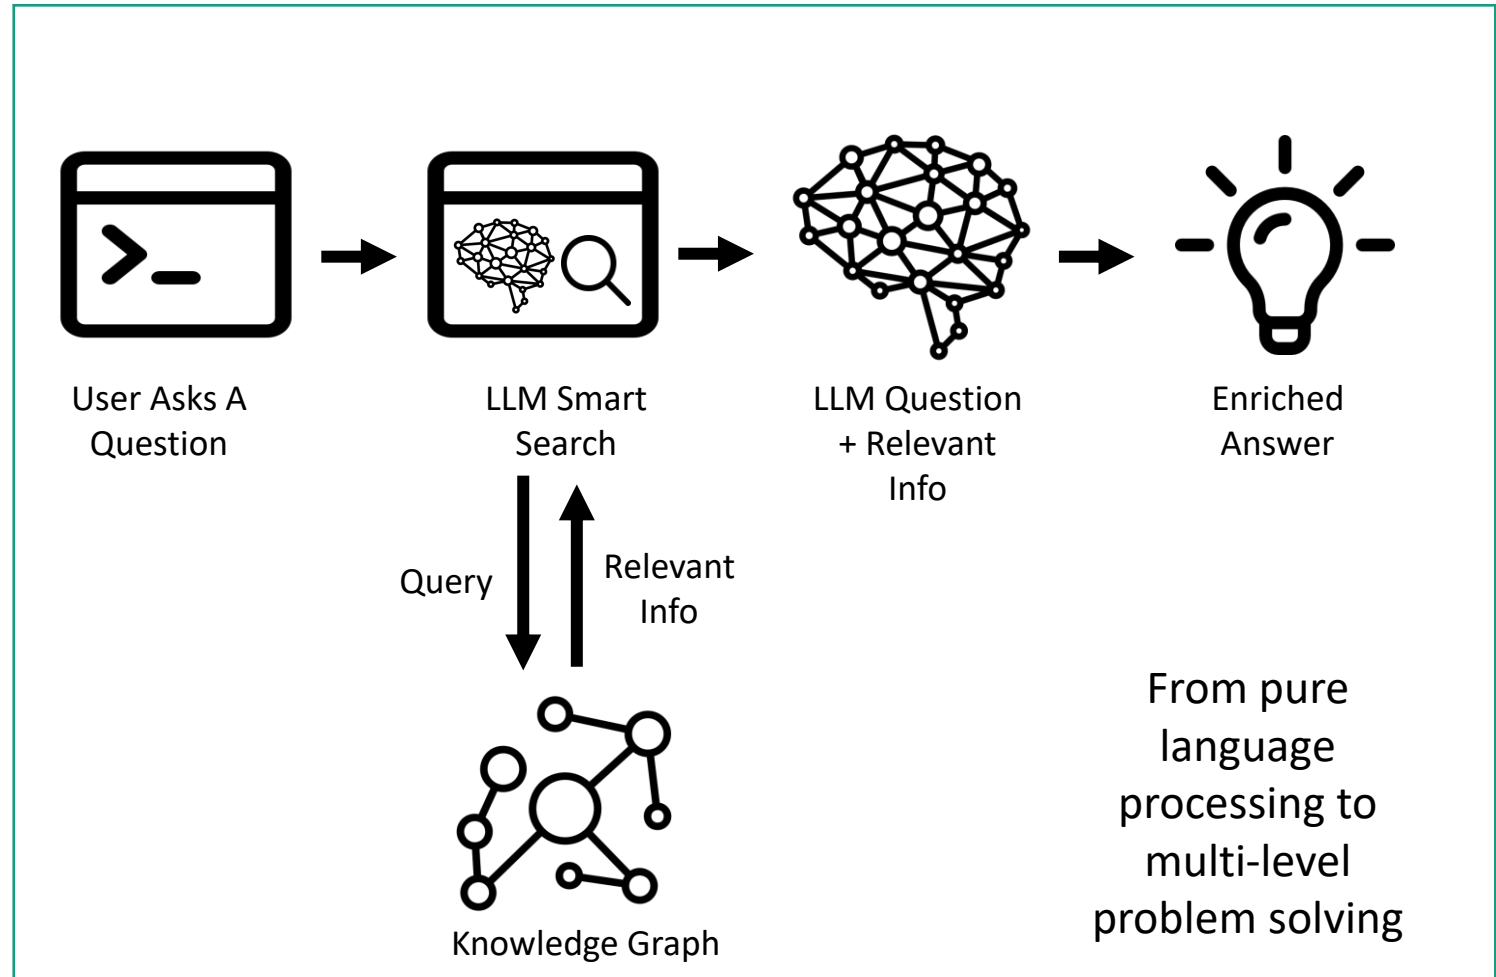 >_
User Asks A
Question
LLM Smart
Search
LLM Question
+ Relevant
Info
Enriched
Answer
Query
Relevant
Info
Knowledge Graph
From pure
language
processing to
multi-level
problem solving